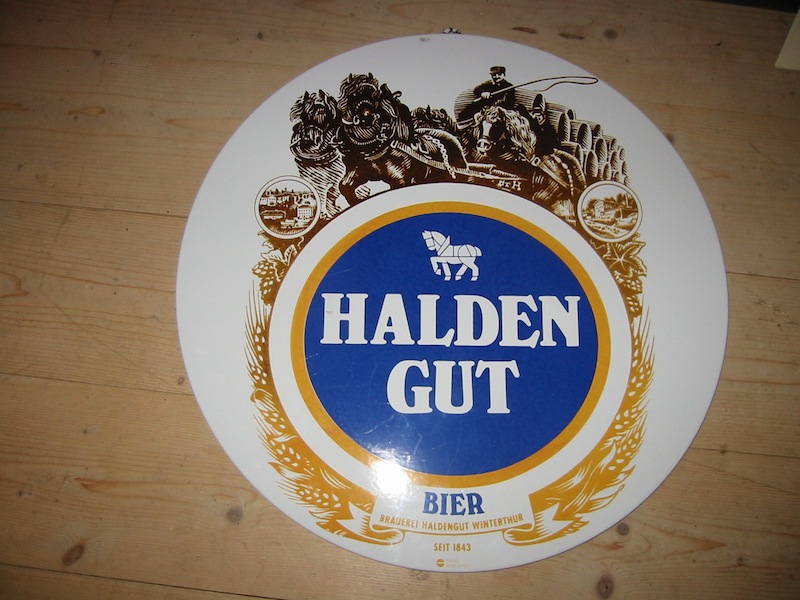 HALDEN
GUT
BIER
BRAUEREI HALDENGUT WINTERTHUR
SEIT 1843